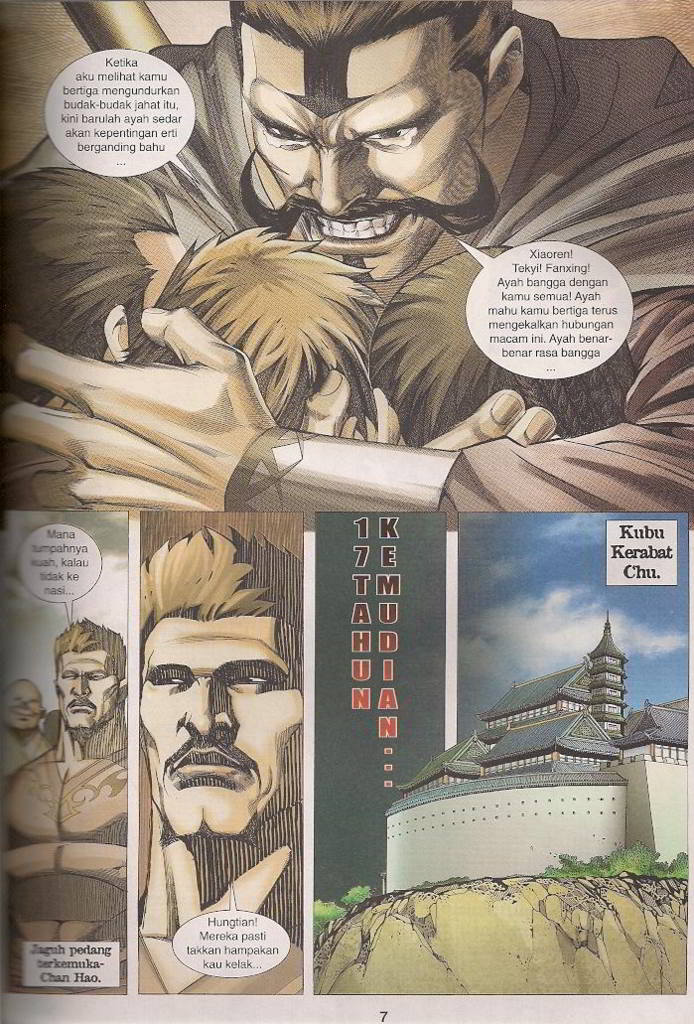 Ketika
aku melihat kamu
bertiga mengundurkan
budak-budak jahat itu,
kini barulah ayah sedar
akan kepentingan erti
berganding bahu
...
Xiaoren!
Tekyi! Fanxing!
Ayah bangga dengan
kamu semua! Ayah
mahu kamu bertiga terus
mengekalkan hubungan
macam ini. Ayah benar-
benar rasa bangga
...
Mana
tumpahnya
kuah, kalau
tidak ke
nasi...
Jaguh pedang
terkemuka-
Chan Hao.
Hungtian!
Mereka pasti
takkan hampakan
kau kelak...
17 TAHUN
KEMUDIAN...
Kubu
Kerabat
Chu.
7